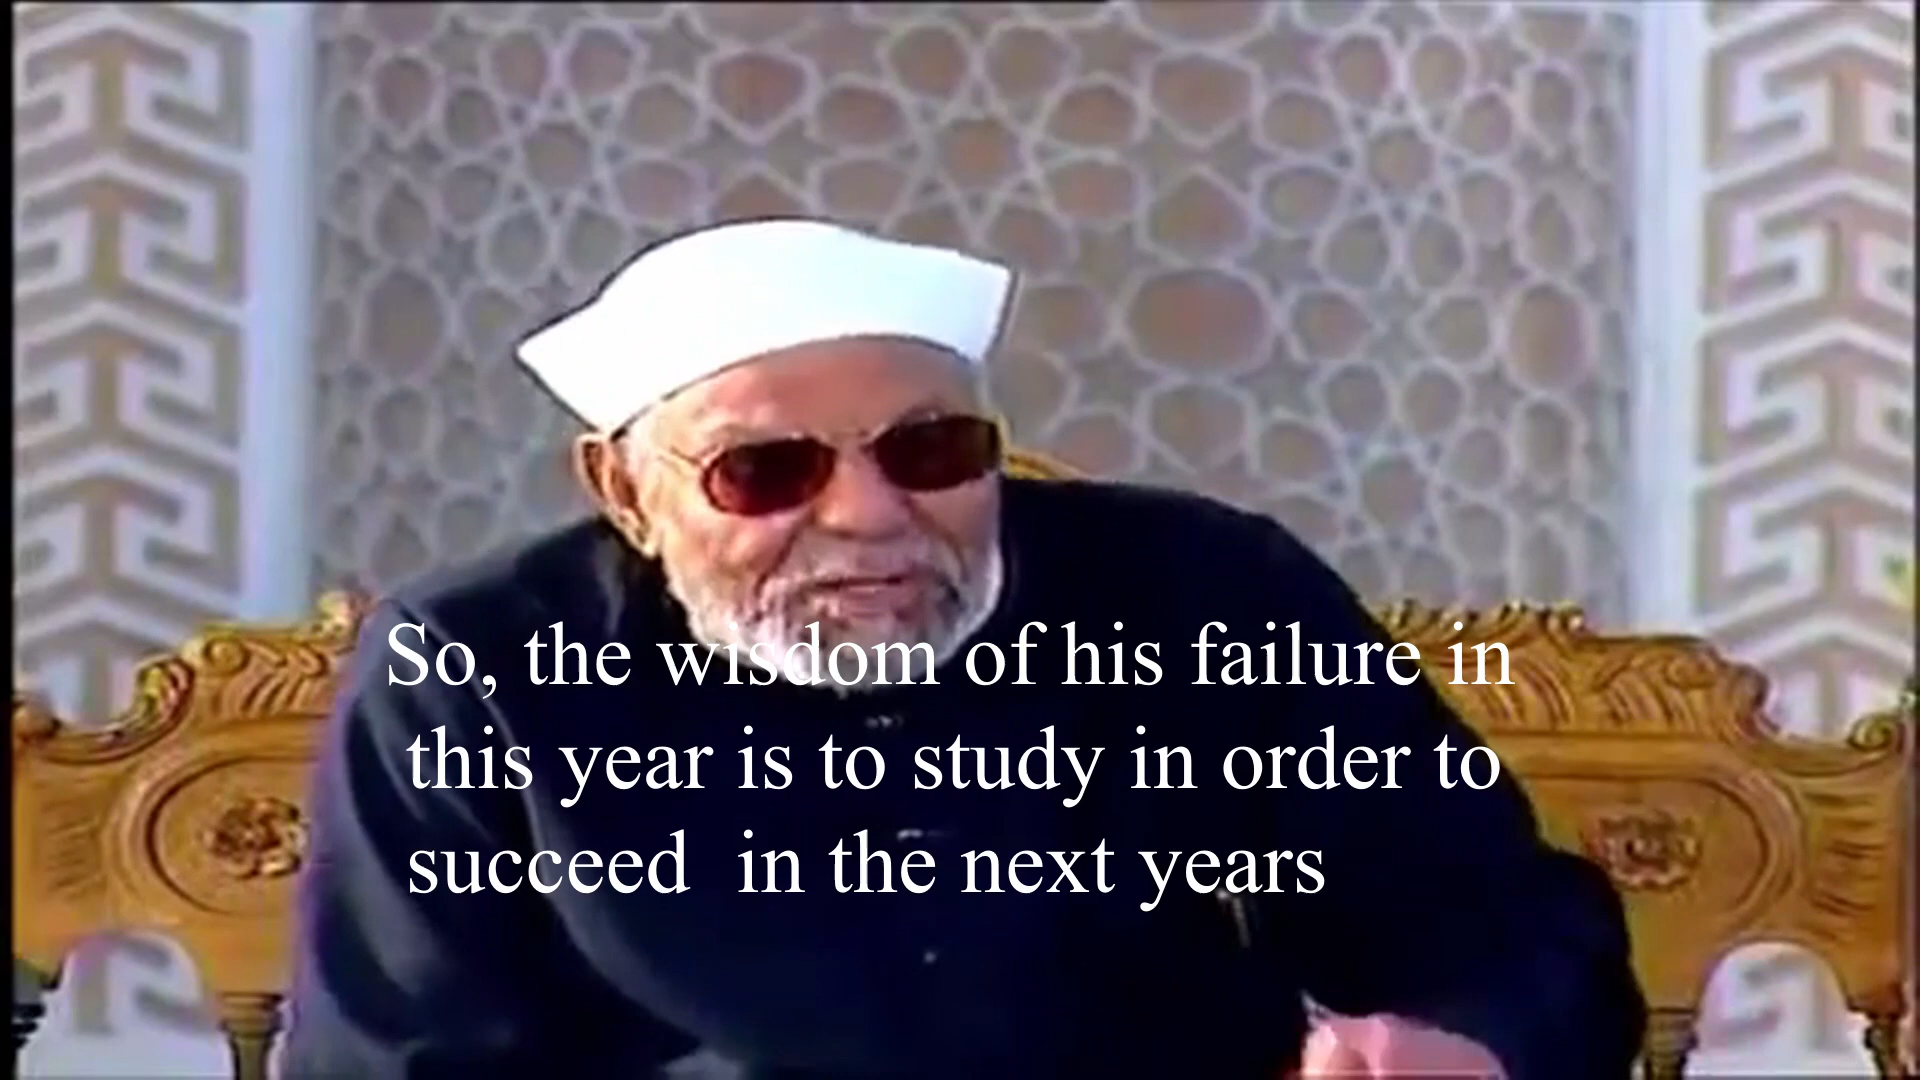 So, the wisdom of his failure in
this year is to study in order to
succeed  in the next years